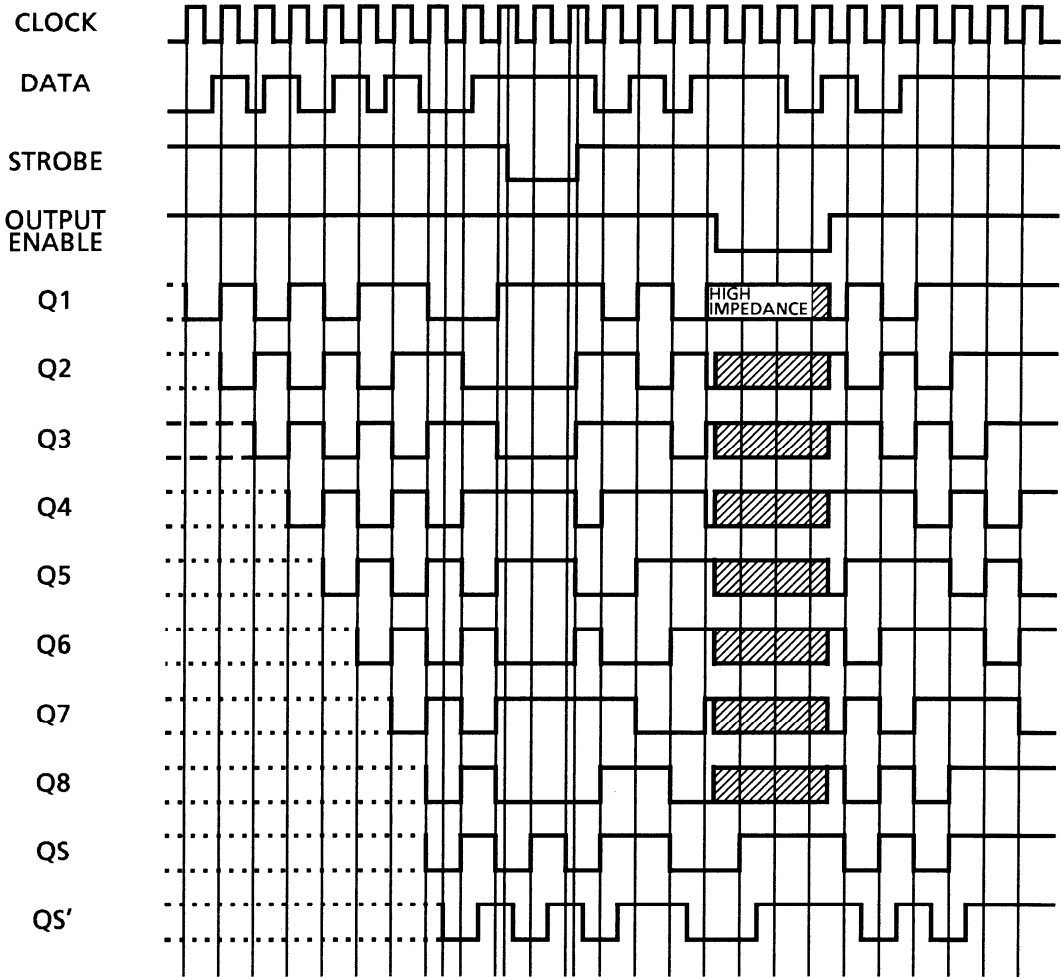 CLOCK
DATA
STROBE
OUTPUT
ENABLE
Q1
HIGH
IMPEDANCE
Q2
Q3
Q4
Q5
Q6
Q7
Q8
QS
QS'